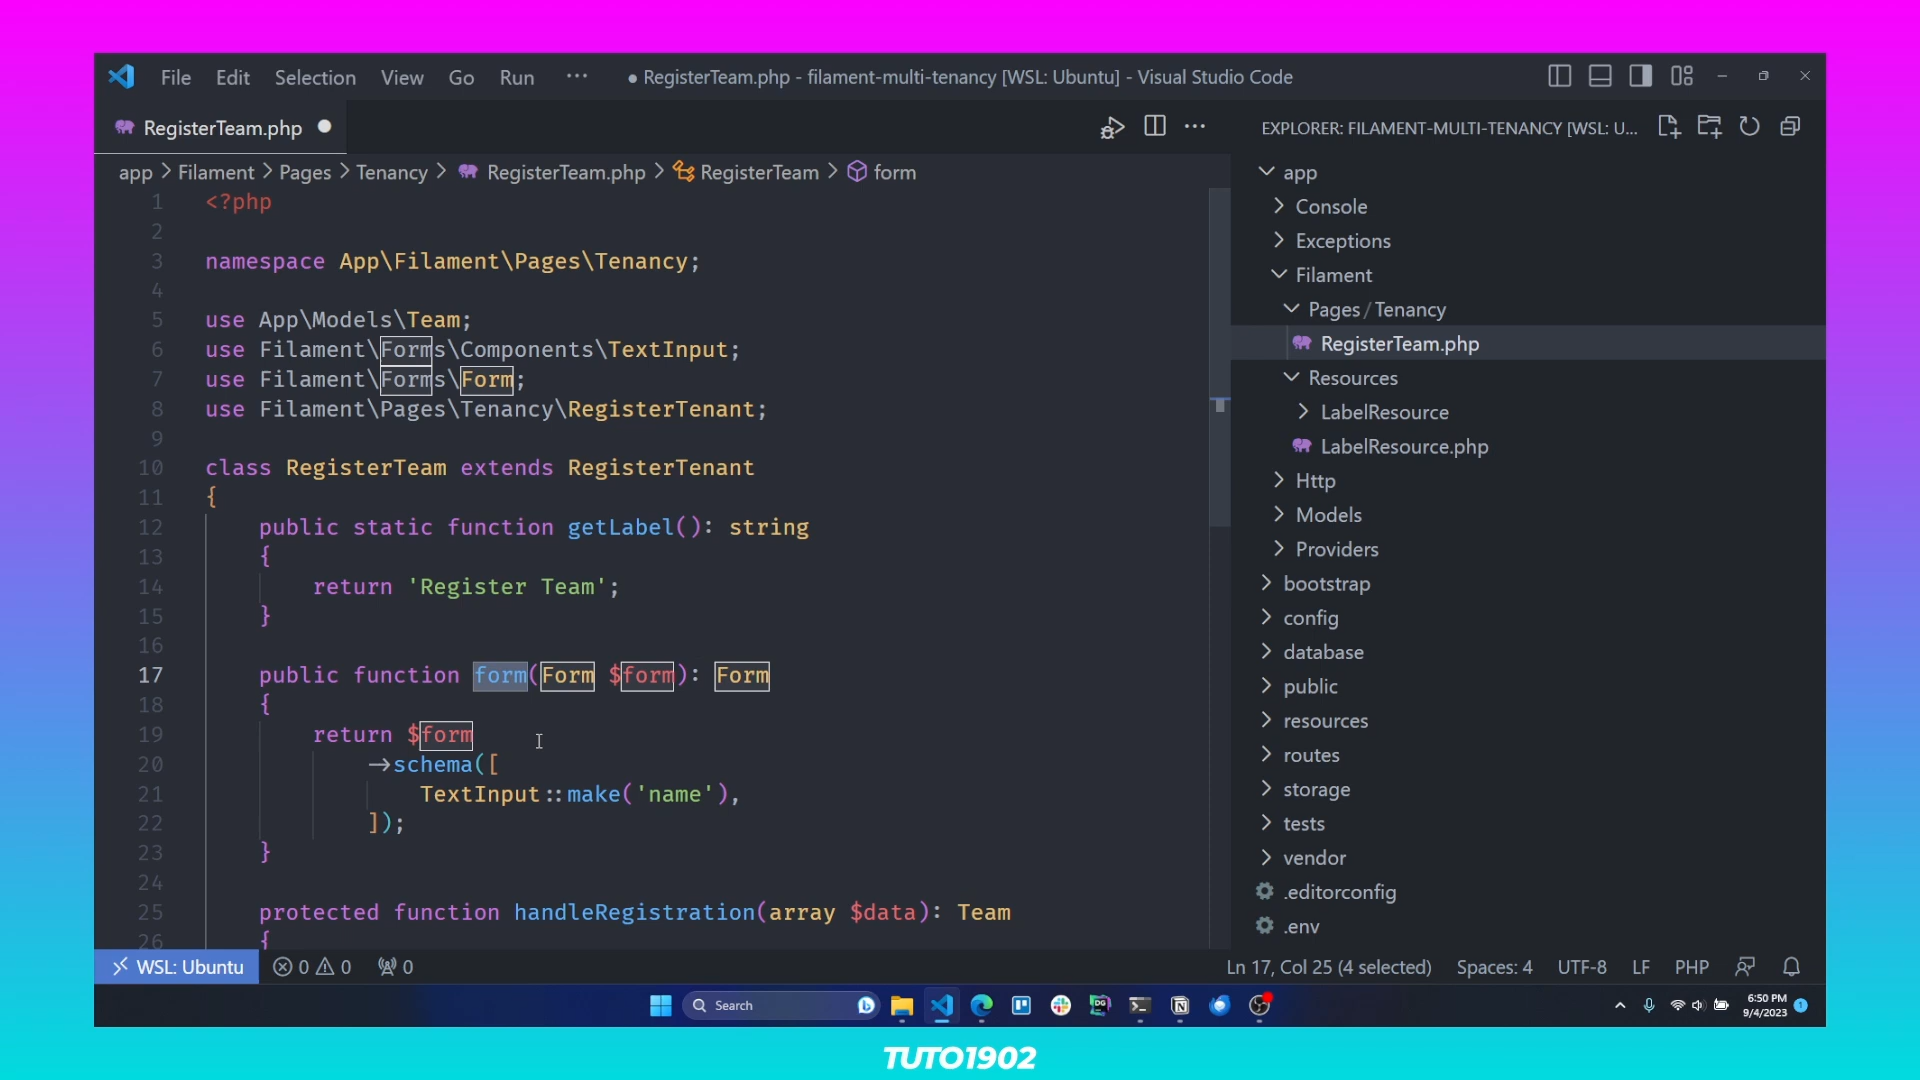 File Edit Selection View Go Run ··· ● RegisterTeam.php - filament-multi-tenancy [WSL: Ubuntu] - Visual Studio Code
RegisterTeam.php
app > Filament > Pages > Tenancy > RegisterTeam.php > RegisterTeam > form
1 <?php
2
3 namespace App\Filament\Pages\Tenancy;
4
5 use App\Models\Team;
6 use Filament\Forms\Components\TextInput;
7 use Filament\Forms\Form;
8 use Filament\Pages\Tenancy\RegisterTenant;
9
10 class RegisterTeam extends RegisterTenant
11 {
12 public static function getLabel(): string
13 {
14 return 'Register Team';
15 }
16
17 public function form(Form $form): Form
18 {
19 return $form
20 ->schema([
21 TextInput::make('name'),
22 ]);
23 }
24
25 protected function handleRegistration(array $data): Team
26 {
EXPLORER: FILAMENT-MULTI-TENANCY [WSL: U...
app
Console
Exceptions
Filament
Pages / Tenancy
RegisterTeam.php
Resources
LabelResource
LabelResource.php
Http
Models
Providers
bootstrap
config
database
public
resources
routes
storage
tests
vendor
.editorconfig
.env
WSL: Ubuntu 0 0 0 Ln 17, Col 25 (4 selected) Spaces: 4 UTF-8 LF PHP
Search DG 6:50 PM 1
9/4/2023
TUTO1902